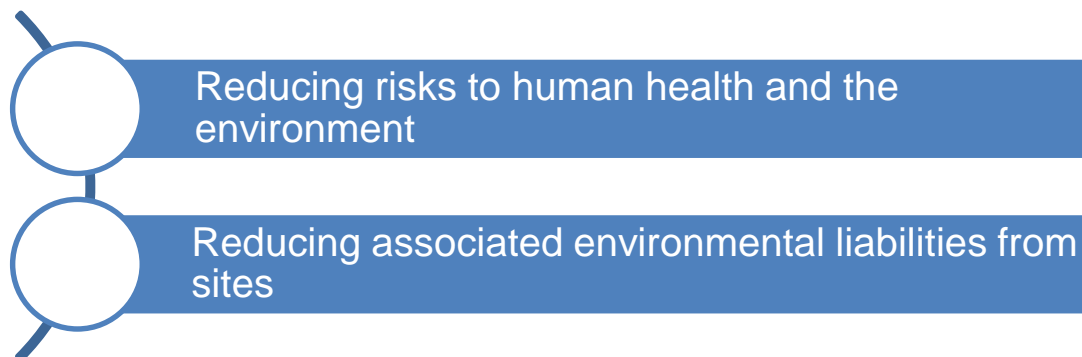 Reducing risks to human health and the
environment
Reducing associated environmental liabilities from
sites